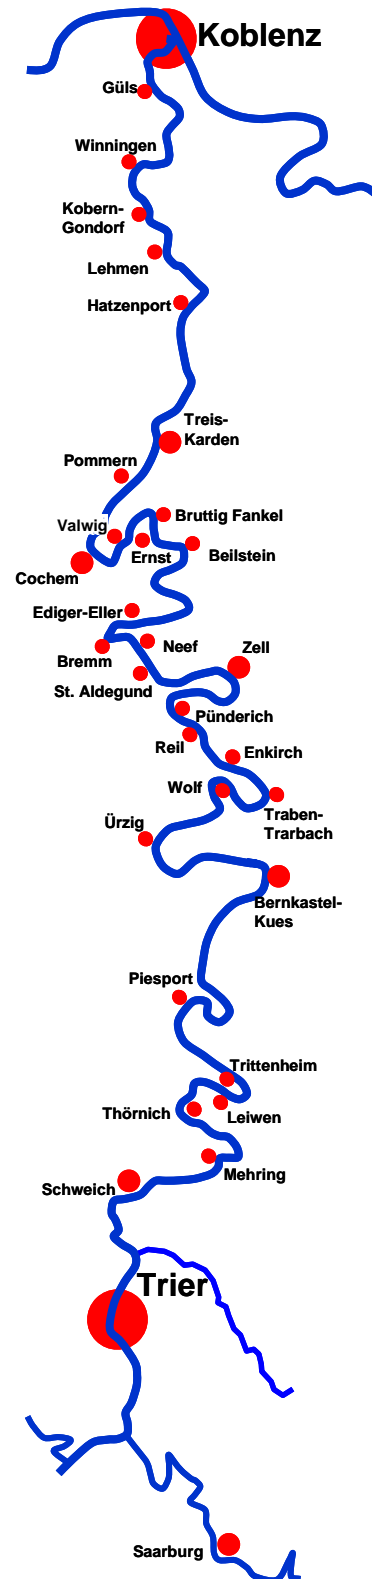 Koblenz
Güls
Winningen
Kobern-
Gondorf
Lehmen
Hatzenport
Treis-
Karden
Pommern
Bruttig Fankel
Valwig
Ernst
Beilstein
Cochem
Ediger-Eller
Neef
Zell
Bremm
St. Aldegund
Pünderich
Reil
Enkirch
Wolf
Traben-
Trarbach
Ürzig
Bernkastel-
Kues
Piesport
Trittenheim
Thörnich
Leiwen
Mehring
Schweich
Trier
Saarburg